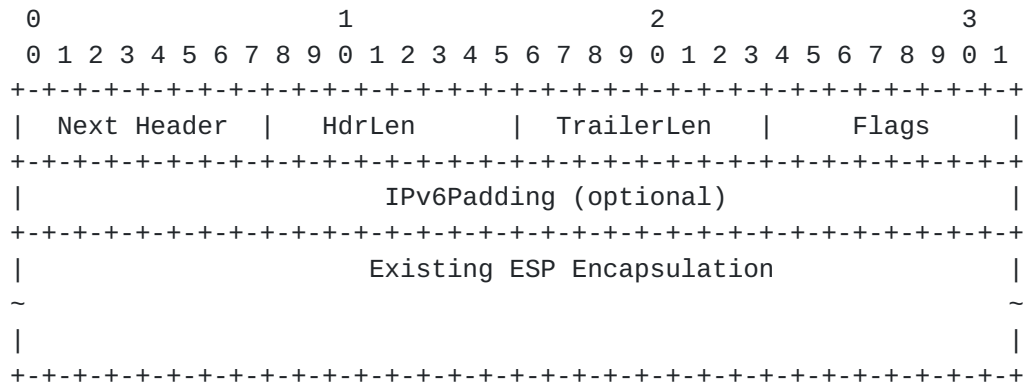 0                   1                   2                   3
 0 1 2 3 4 5 6 7 8 9 0 1 2 3 4 5 6 7 8 9 0 1 2 3 4 5 6 7 8 9 0 1
+-+-+-+-+-+-+-+-+-+-+-+-+-+-+-+-+-+-+-+-+-+-+-+-+-+-+-+-+-+-+-+-+
|  Next Header  |   HdrLen      |  TrailerLen   |     Flags     |
+-+-+-+-+-+-+-+-+-+-+-+-+-+-+-+-+-+-+-+-+-+-+-+-+-+-+-+-+-+-+-+-+
|                       IPv6Padding (optional)                  |
+-+-+-+-+-+-+-+-+-+-+-+-+-+-+-+-+-+-+-+-+-+-+-+-+-+-+-+-+-+-+-+-+
|                      Existing ESP Encapsulation               |
~                                                               ~
|                                                               |
+-+-+-+-+-+-+-+-+-+-+-+-+-+-+-+-+-+-+-+-+-+-+-+-+-+-+-+-+-+-+-+-+